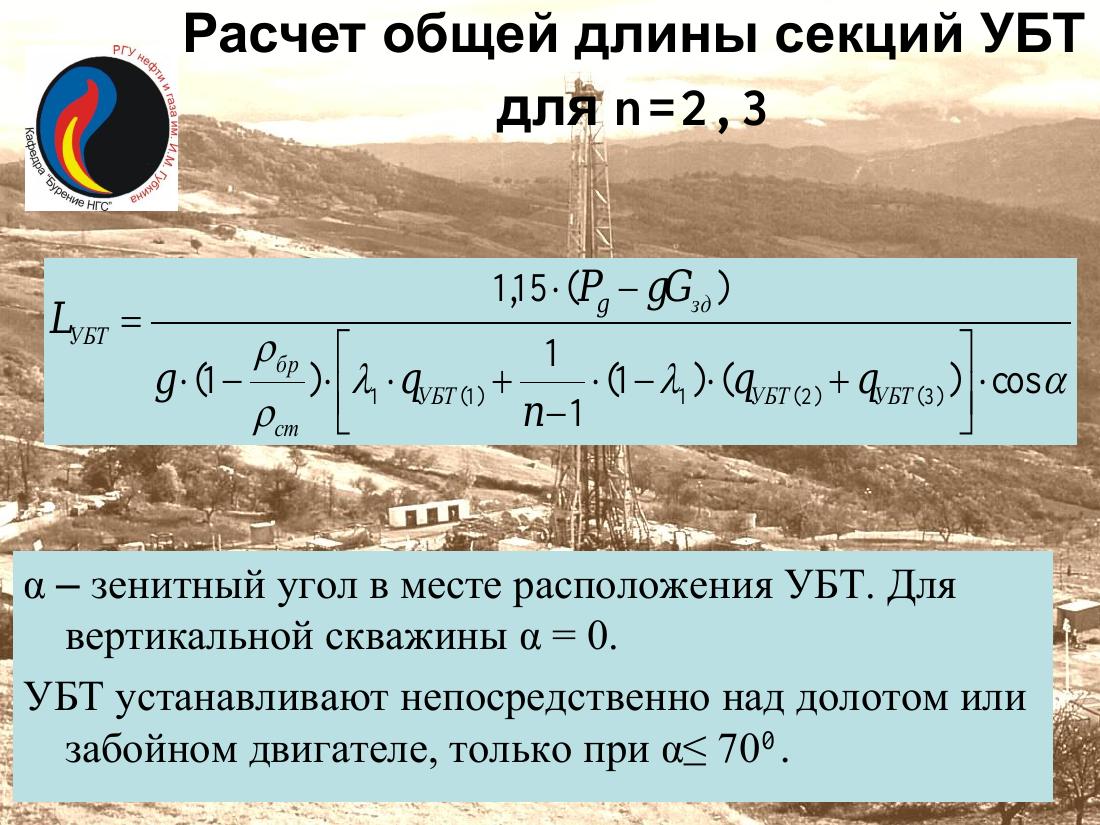 Расчет общей длины секций УБТ
для n=2,3
РГУ нефти и газа им. И.М. Губкина
Кафедра "Бурение НГС"
L_УБТ = 1,15·(P_g − gG_зд) / g·(1 − ρ_бр/ρ_ст)·[λ_1·q_УБТ(1) + 1/(n−1)·(1−λ_1)·(q_УБТ(2) + q_УБТ(3))]·cosα
α – зенитный угол в месте расположения УБТ. Для
вертикальной скважины α = 0.
УБТ устанавливают непосредственно над долотом или
забойном двигателе, только при α≤ 70⁰.